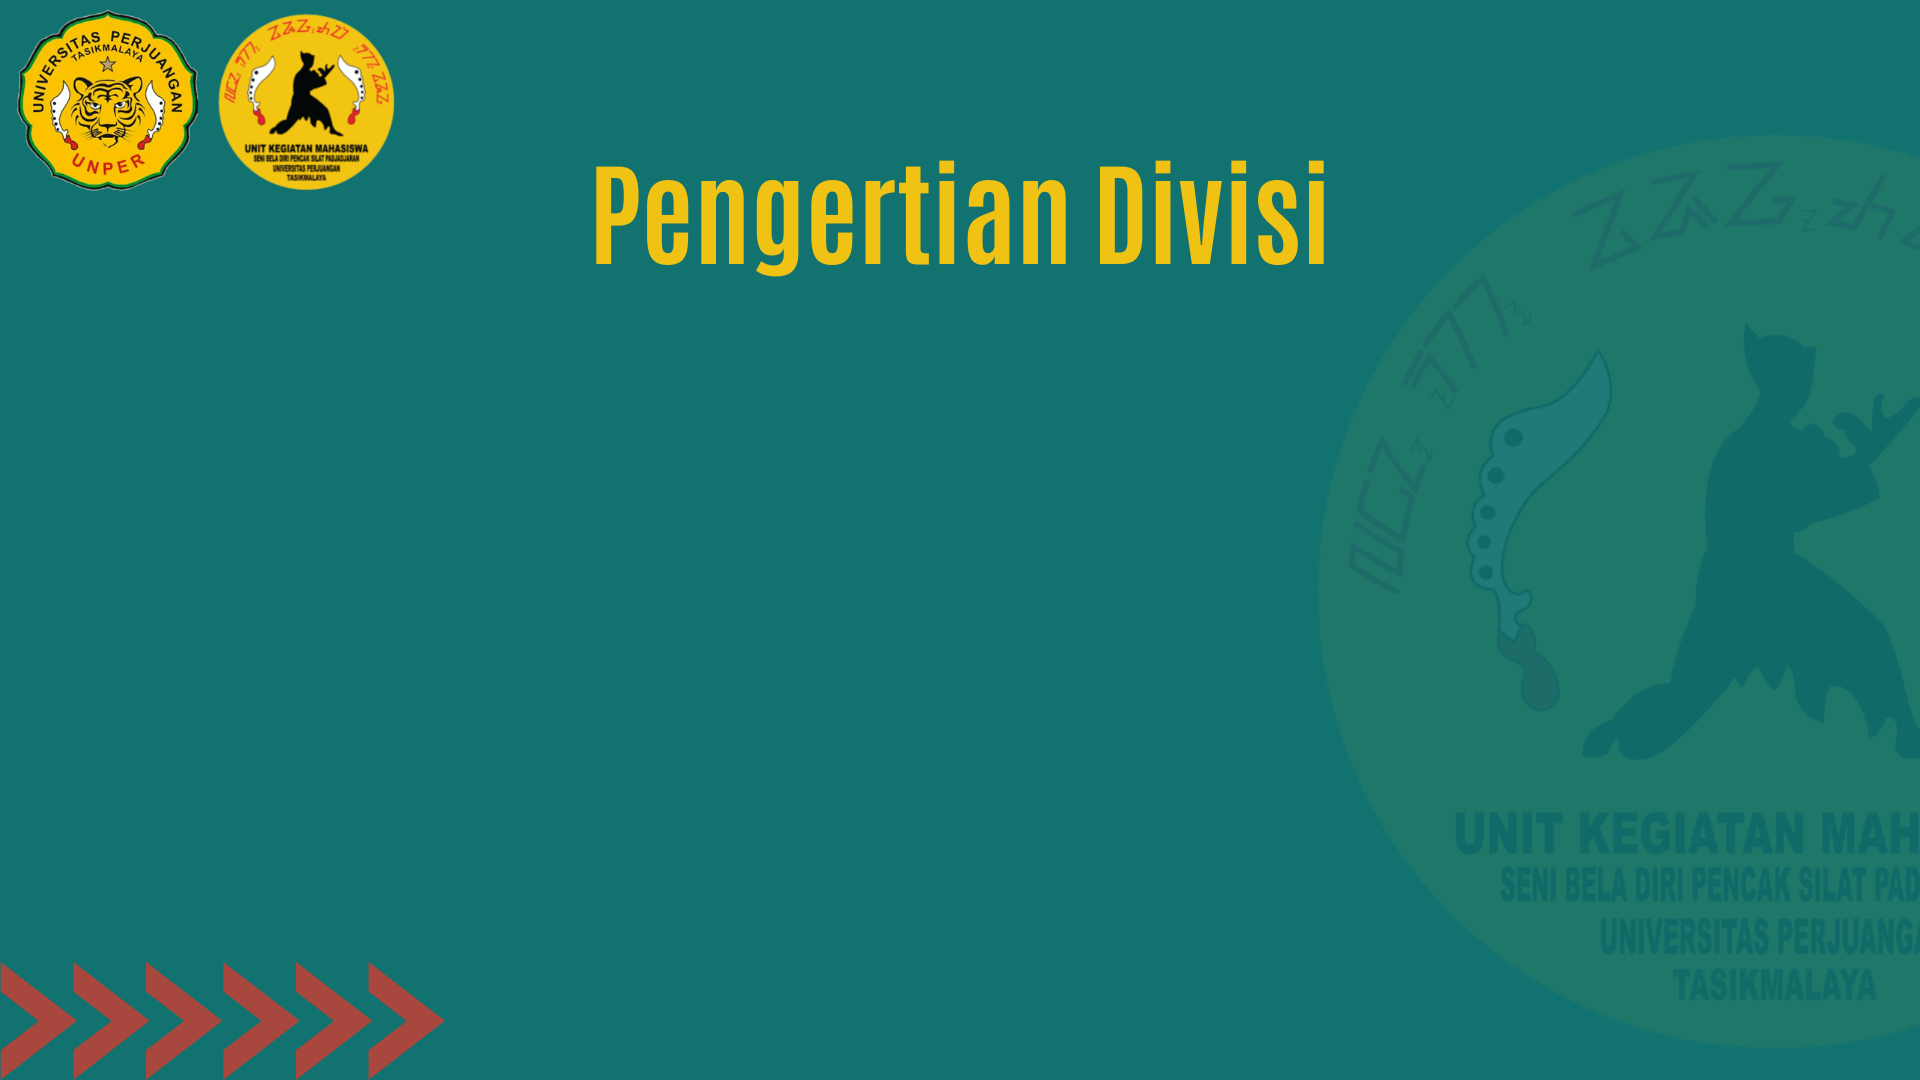 UNIVERSITAS PERJUANGAN
TASIKMALAYA
UNPER
UNIT KEGIATAN MAHASISWA
SENI BELA DIRI PENCAK SILAT PADJADJARAN
UNIVERSITAS PERJUANGAN
TASIKMALAYA
Pengertian Divisi
UNIT KEGIATAN MAH
SENI BELA DIRI PENCAK SILAT PAD
UNIVERSITAS PERJUANGA
TASIKMALAYA